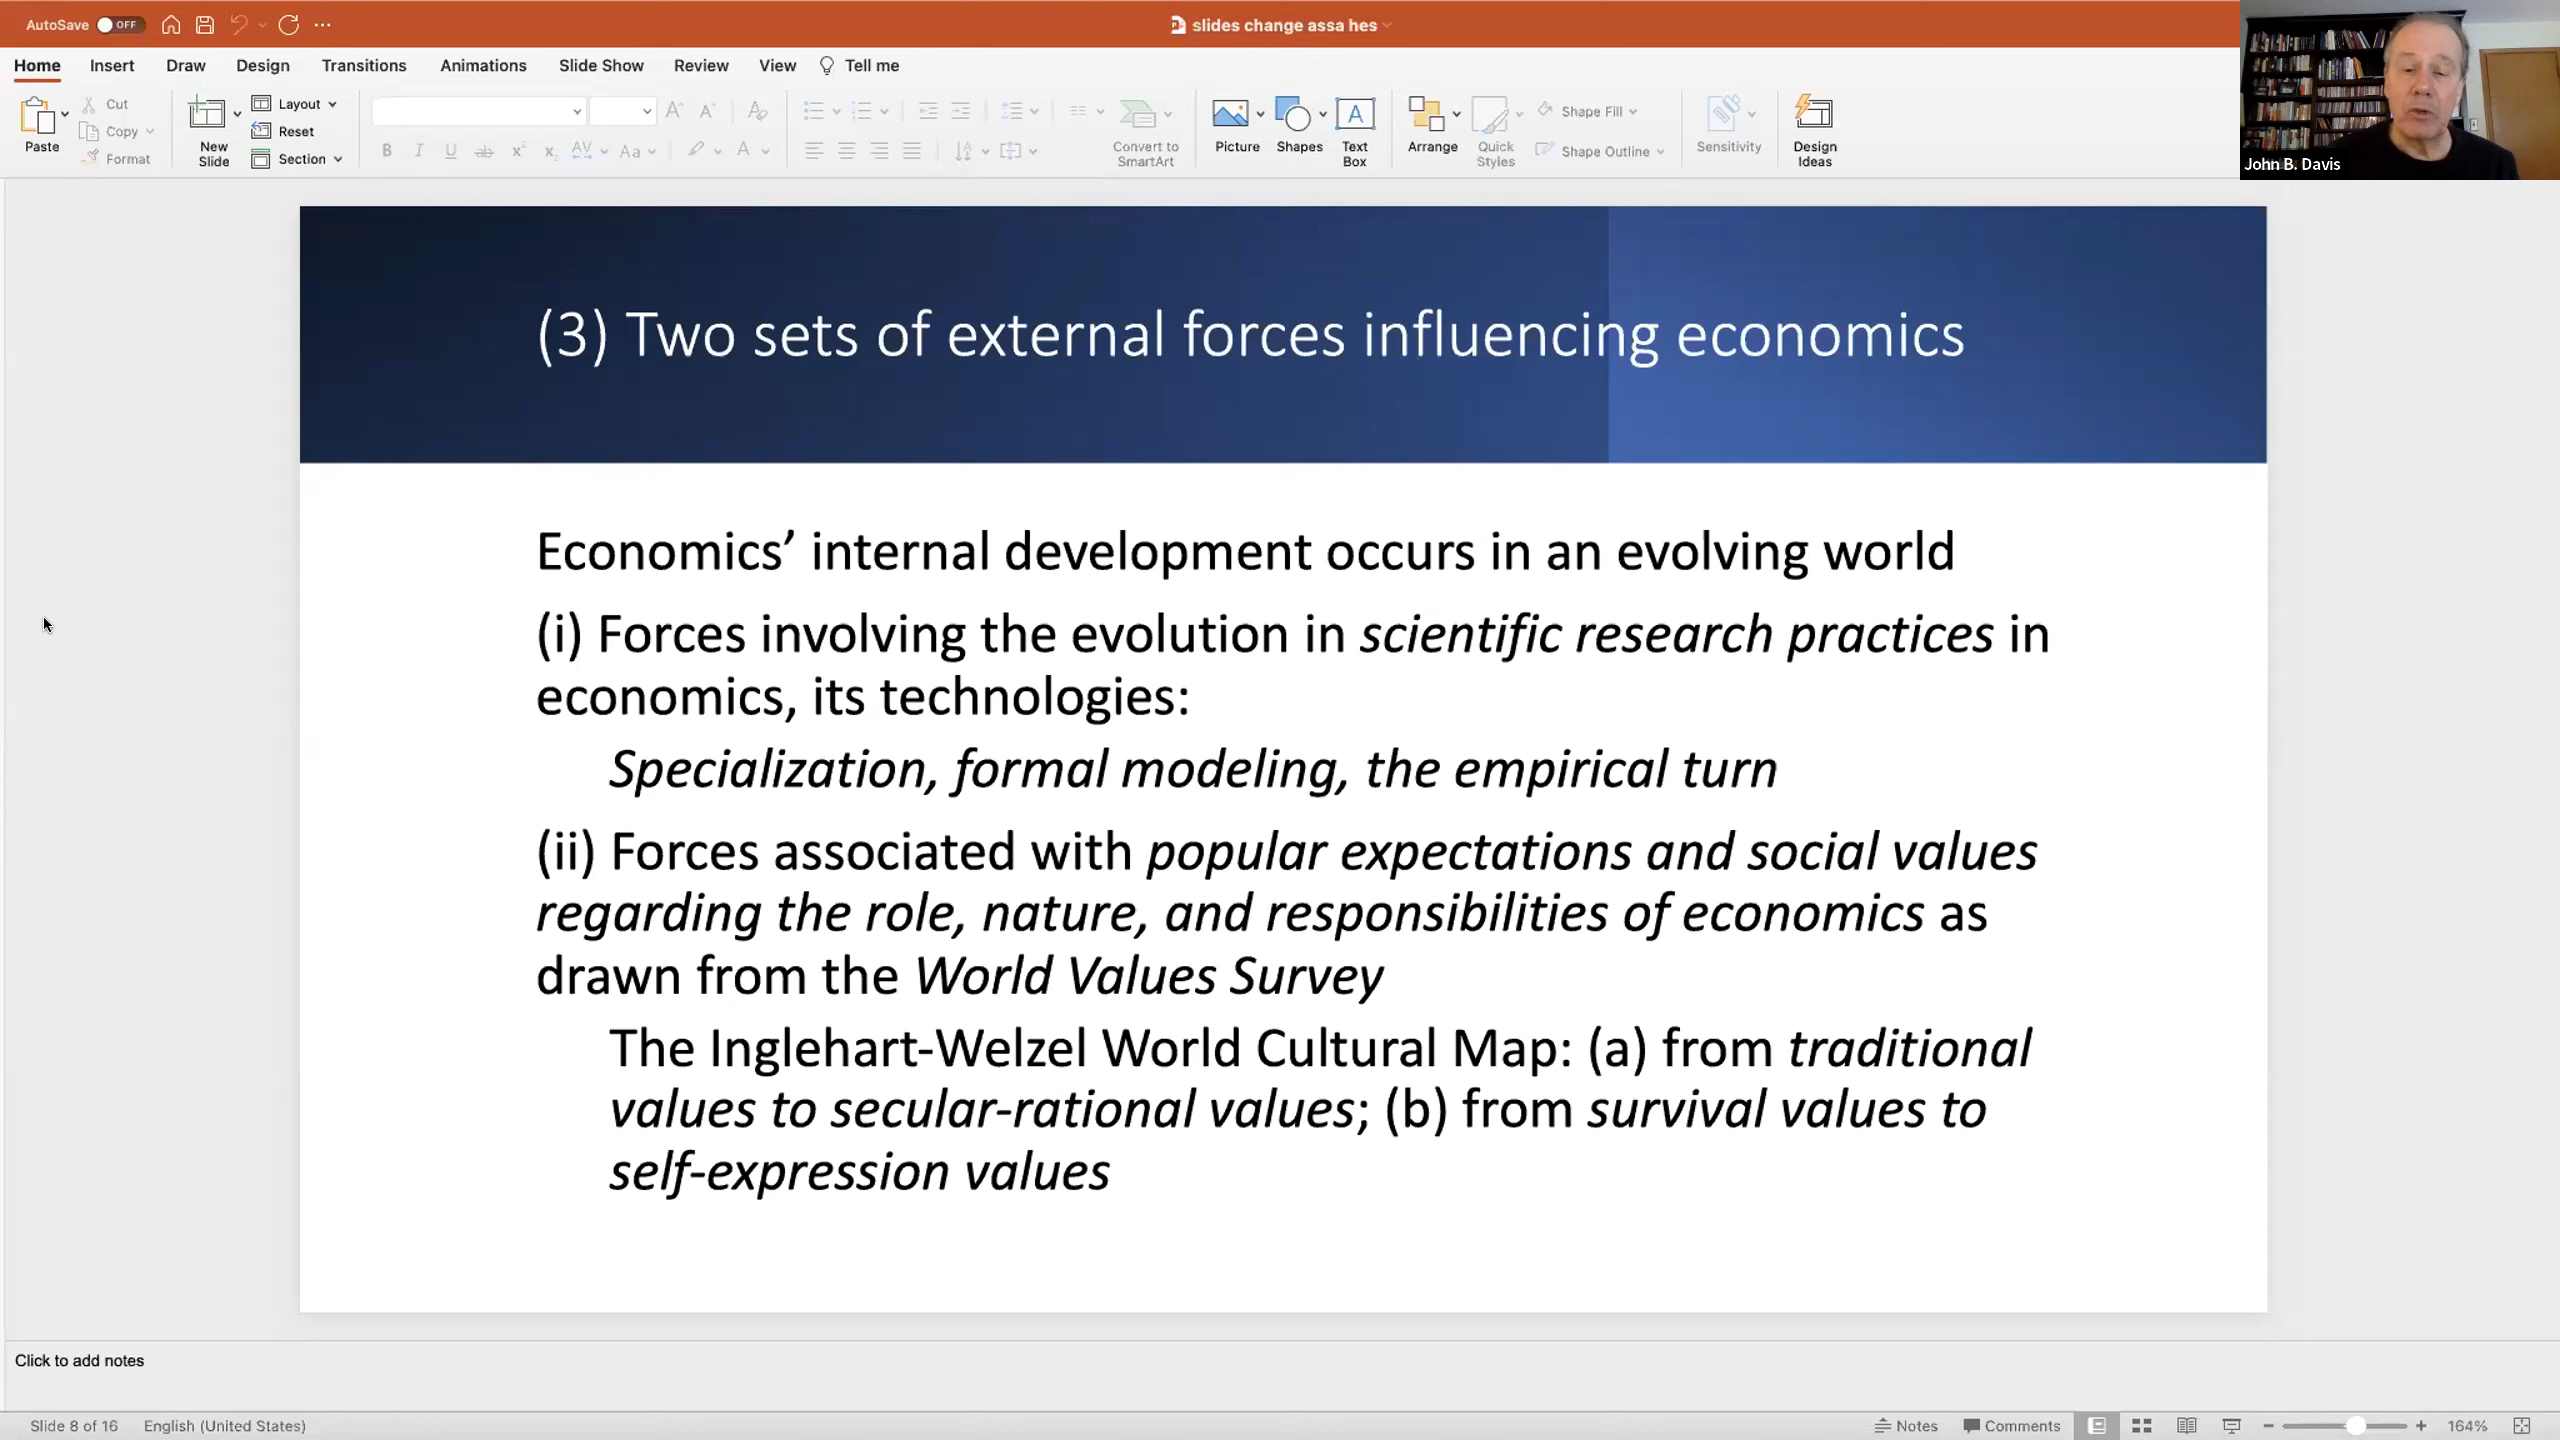 AutoSave OFF
slides change assa hes
Home Insert Draw Design Transitions Animations Slide Show Review View Tell me
Paste
Cut
Copy
Format
New
Slide
Layout
Reset
Section
B I U ab x² x₂ AV Aa A
Convert to
SmartArt
Picture
Shapes
A
Text
Box
Arrange
Quick
Styles
Shape Fill
Shape Outline
Sensitivity
Design
Ideas
John B. Davis
(3) Two sets of external forces influencing economics
Economics’ internal development occurs in an evolving world
(i) Forces involving the evolution in scientific research practices in
economics, its technologies:
Specialization, formal modeling, the empirical turn
(ii) Forces associated with popular expectations and social values
regarding the role, nature, and responsibilities of economics as
drawn from the World Values Survey
The Inglehart-Welzel World Cultural Map: (a) from traditional
values to secular-rational values; (b) from survival values to
self-expression values
Click to add notes
Slide 8 of 16 English (United States) Notes Comments 164%